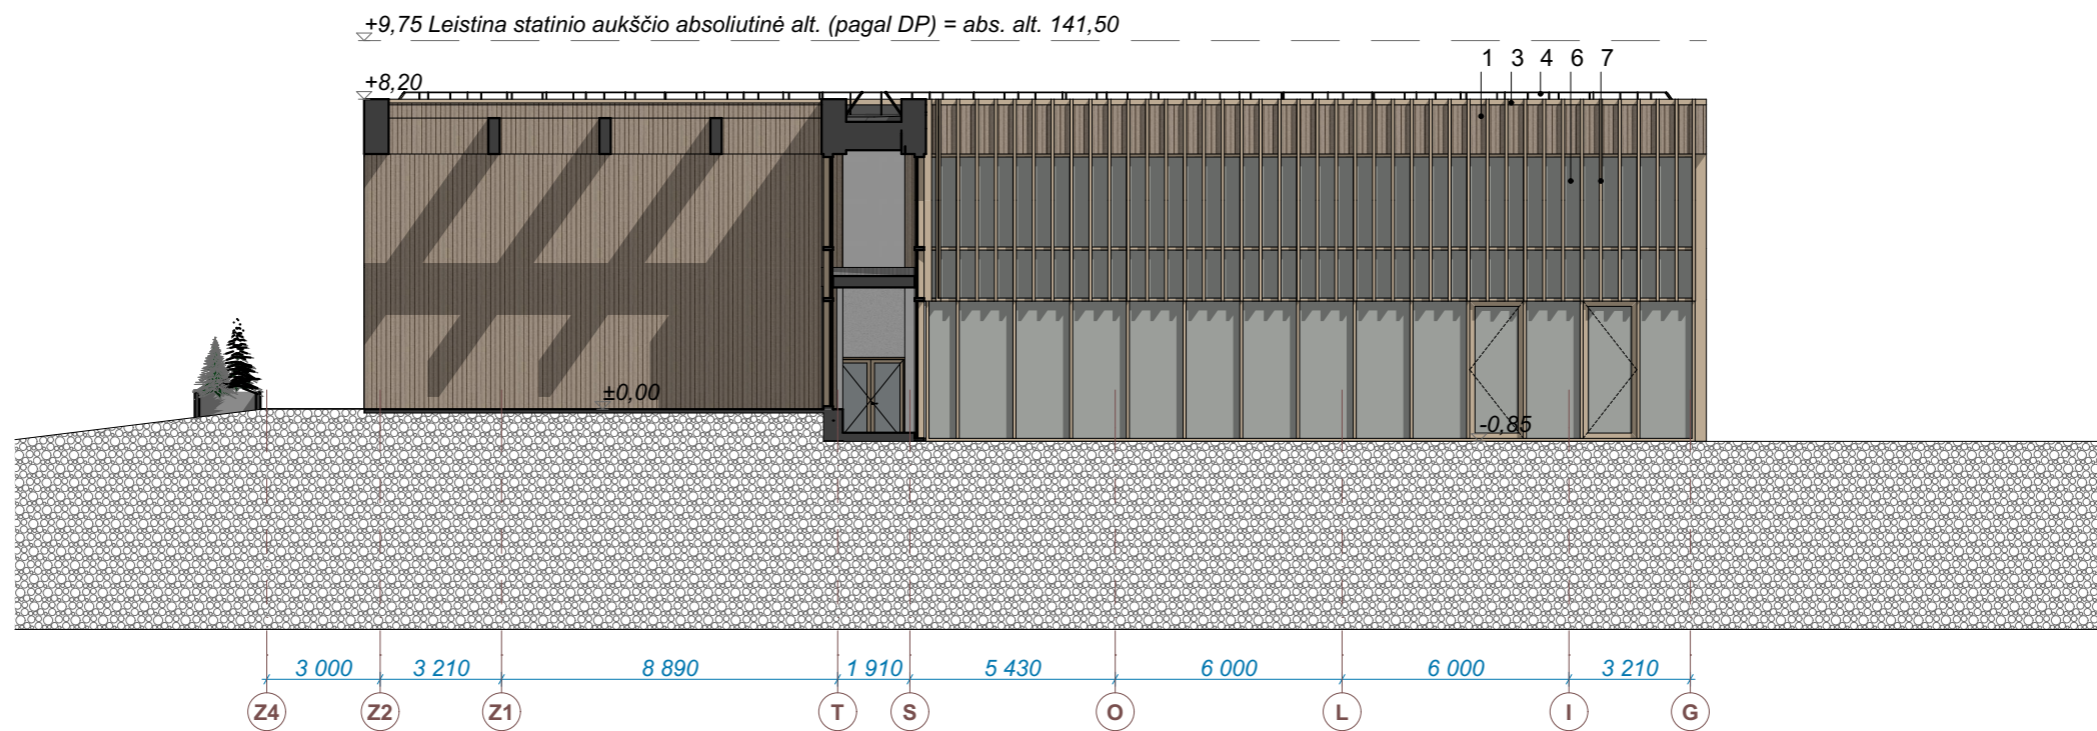 +9,75 Leistina statinio aukščio absoliutinė alt. (pagal DP) = abs. alt. 141,50
1 3 4 6 7
+8,20
±0,00
-0,85
3 000 3 210 8 890 1 910 5 430 6 000 6 000 3 210
Z4 Z2 Z1 T S O L I G